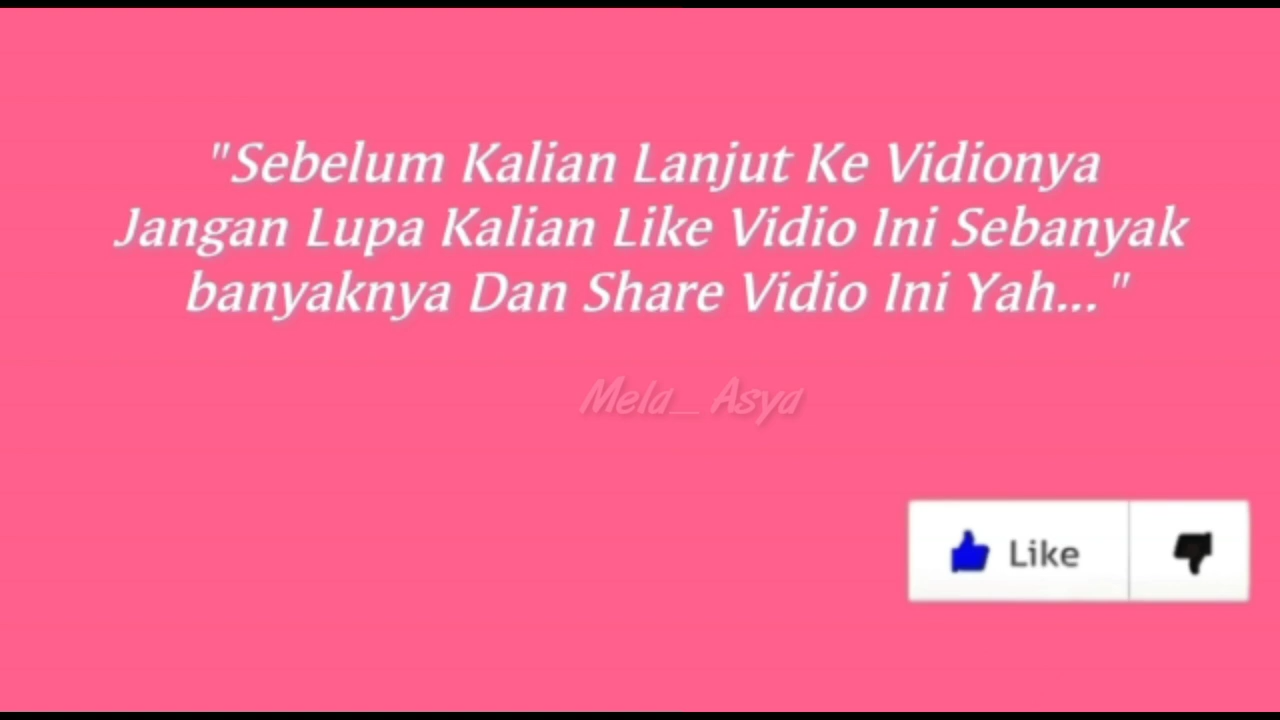 "Sebelum Kalian Lanjut Ke Vidionya
Jangan Lupa Kalian Like Vidio Ini Sebanyak
banyaknya Dan Share Vidio Ini Yah..."
Mela_ Asya
Like